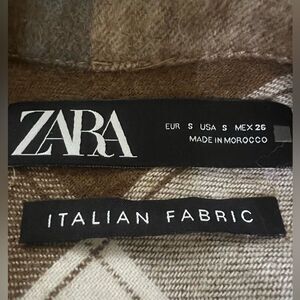 ZARA
EUR S USA S MEX 26
MADE IN MOROCCO
ITALIAN FABRIC